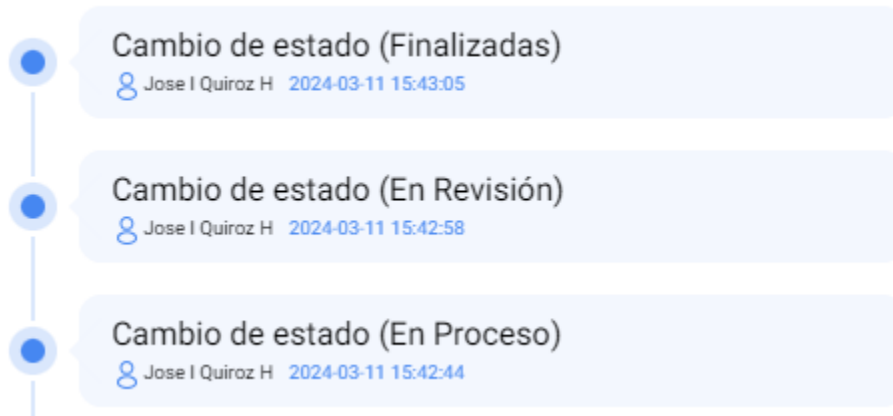 Cambio de estado (Finalizadas)
Jose I Quiroz H 2024-03-11 15:43:05
Cambio de estado (En Revisión)
Jose I Quiroz H 2024-03-11 15:42:58
Cambio de estado (En Proceso)
Jose I Quiroz H 2024-03-11 15:42:44